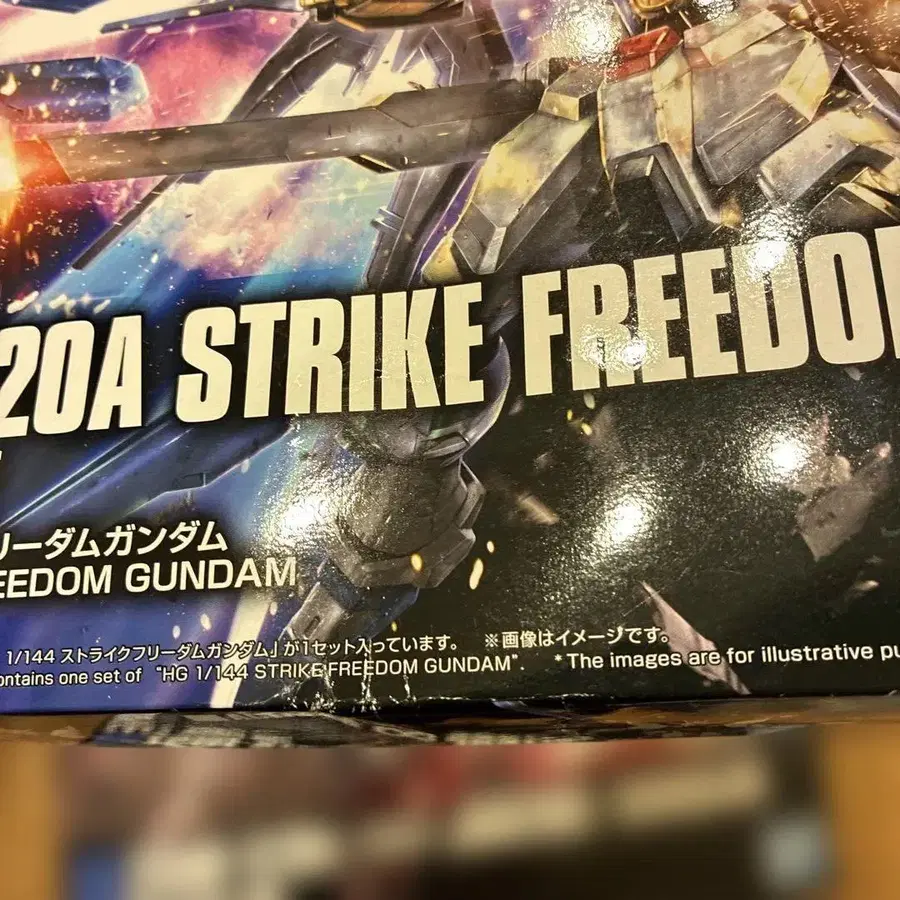 20A STRIKE FREEDO
リーダムガンダム
EEDOM GUNDAM
1/144 ストライクフリーダムガンダム」が1セット入っています。 ※画像はイメージです。
ontains one set of "HG 1/144 STRIKE FREEDOM GUNDAM". *The images are for illustrative pu